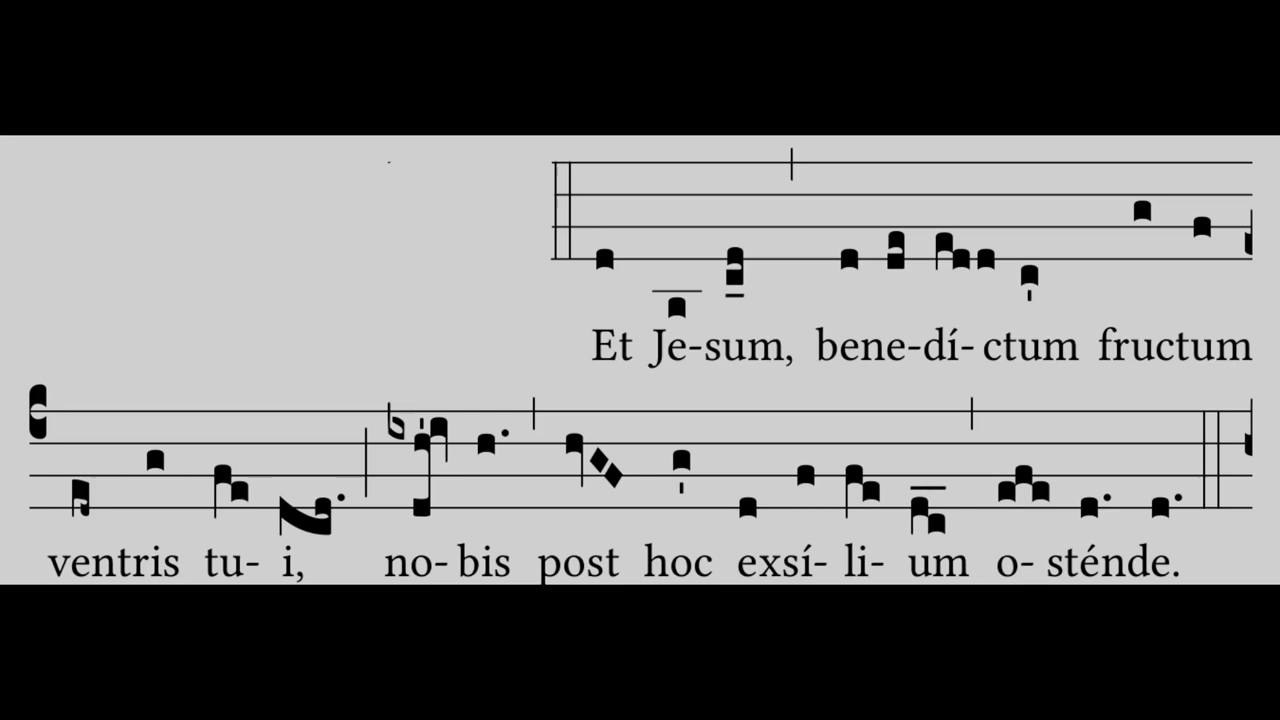 Et Je-sum, bene-dí-ctum fructum
ventris tu-i, no-bis post hoc exsí-li-um o-sténde.